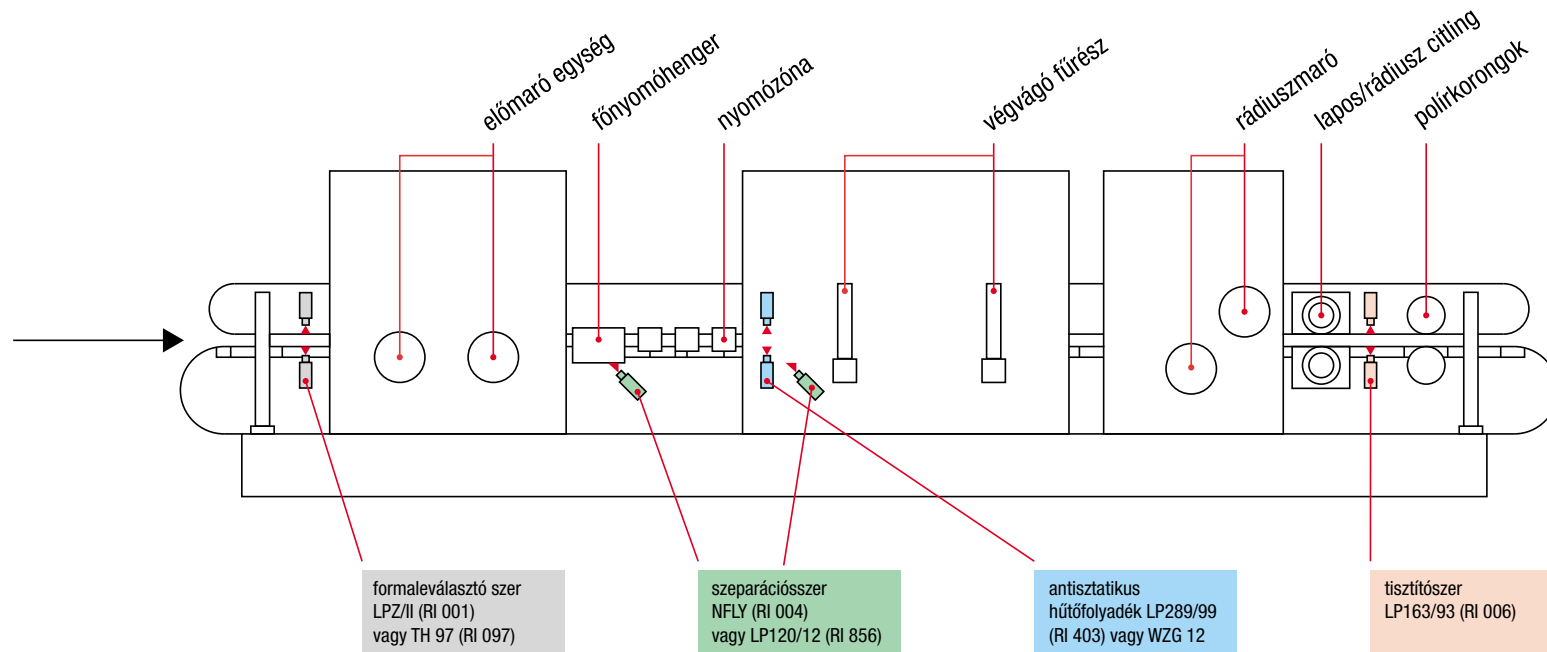 előmaró egység
főnyomóhenger
nyomózóna
végvágó fűrész
rádiuszmaró
lapos/rádiusz citling
polírkorongok
formaleválasztó szer
LPZ/II (RI 001)
vagy TH 97 (RI 097)
szeparációsszer
NFLY (RI 004)
vagy LP120/12 (RI 856)
antisztatikus
hűtőfolyadék LP289/99
(RI 403) vagy WZG 12
tisztítószer
LP163/93 (RI 006)